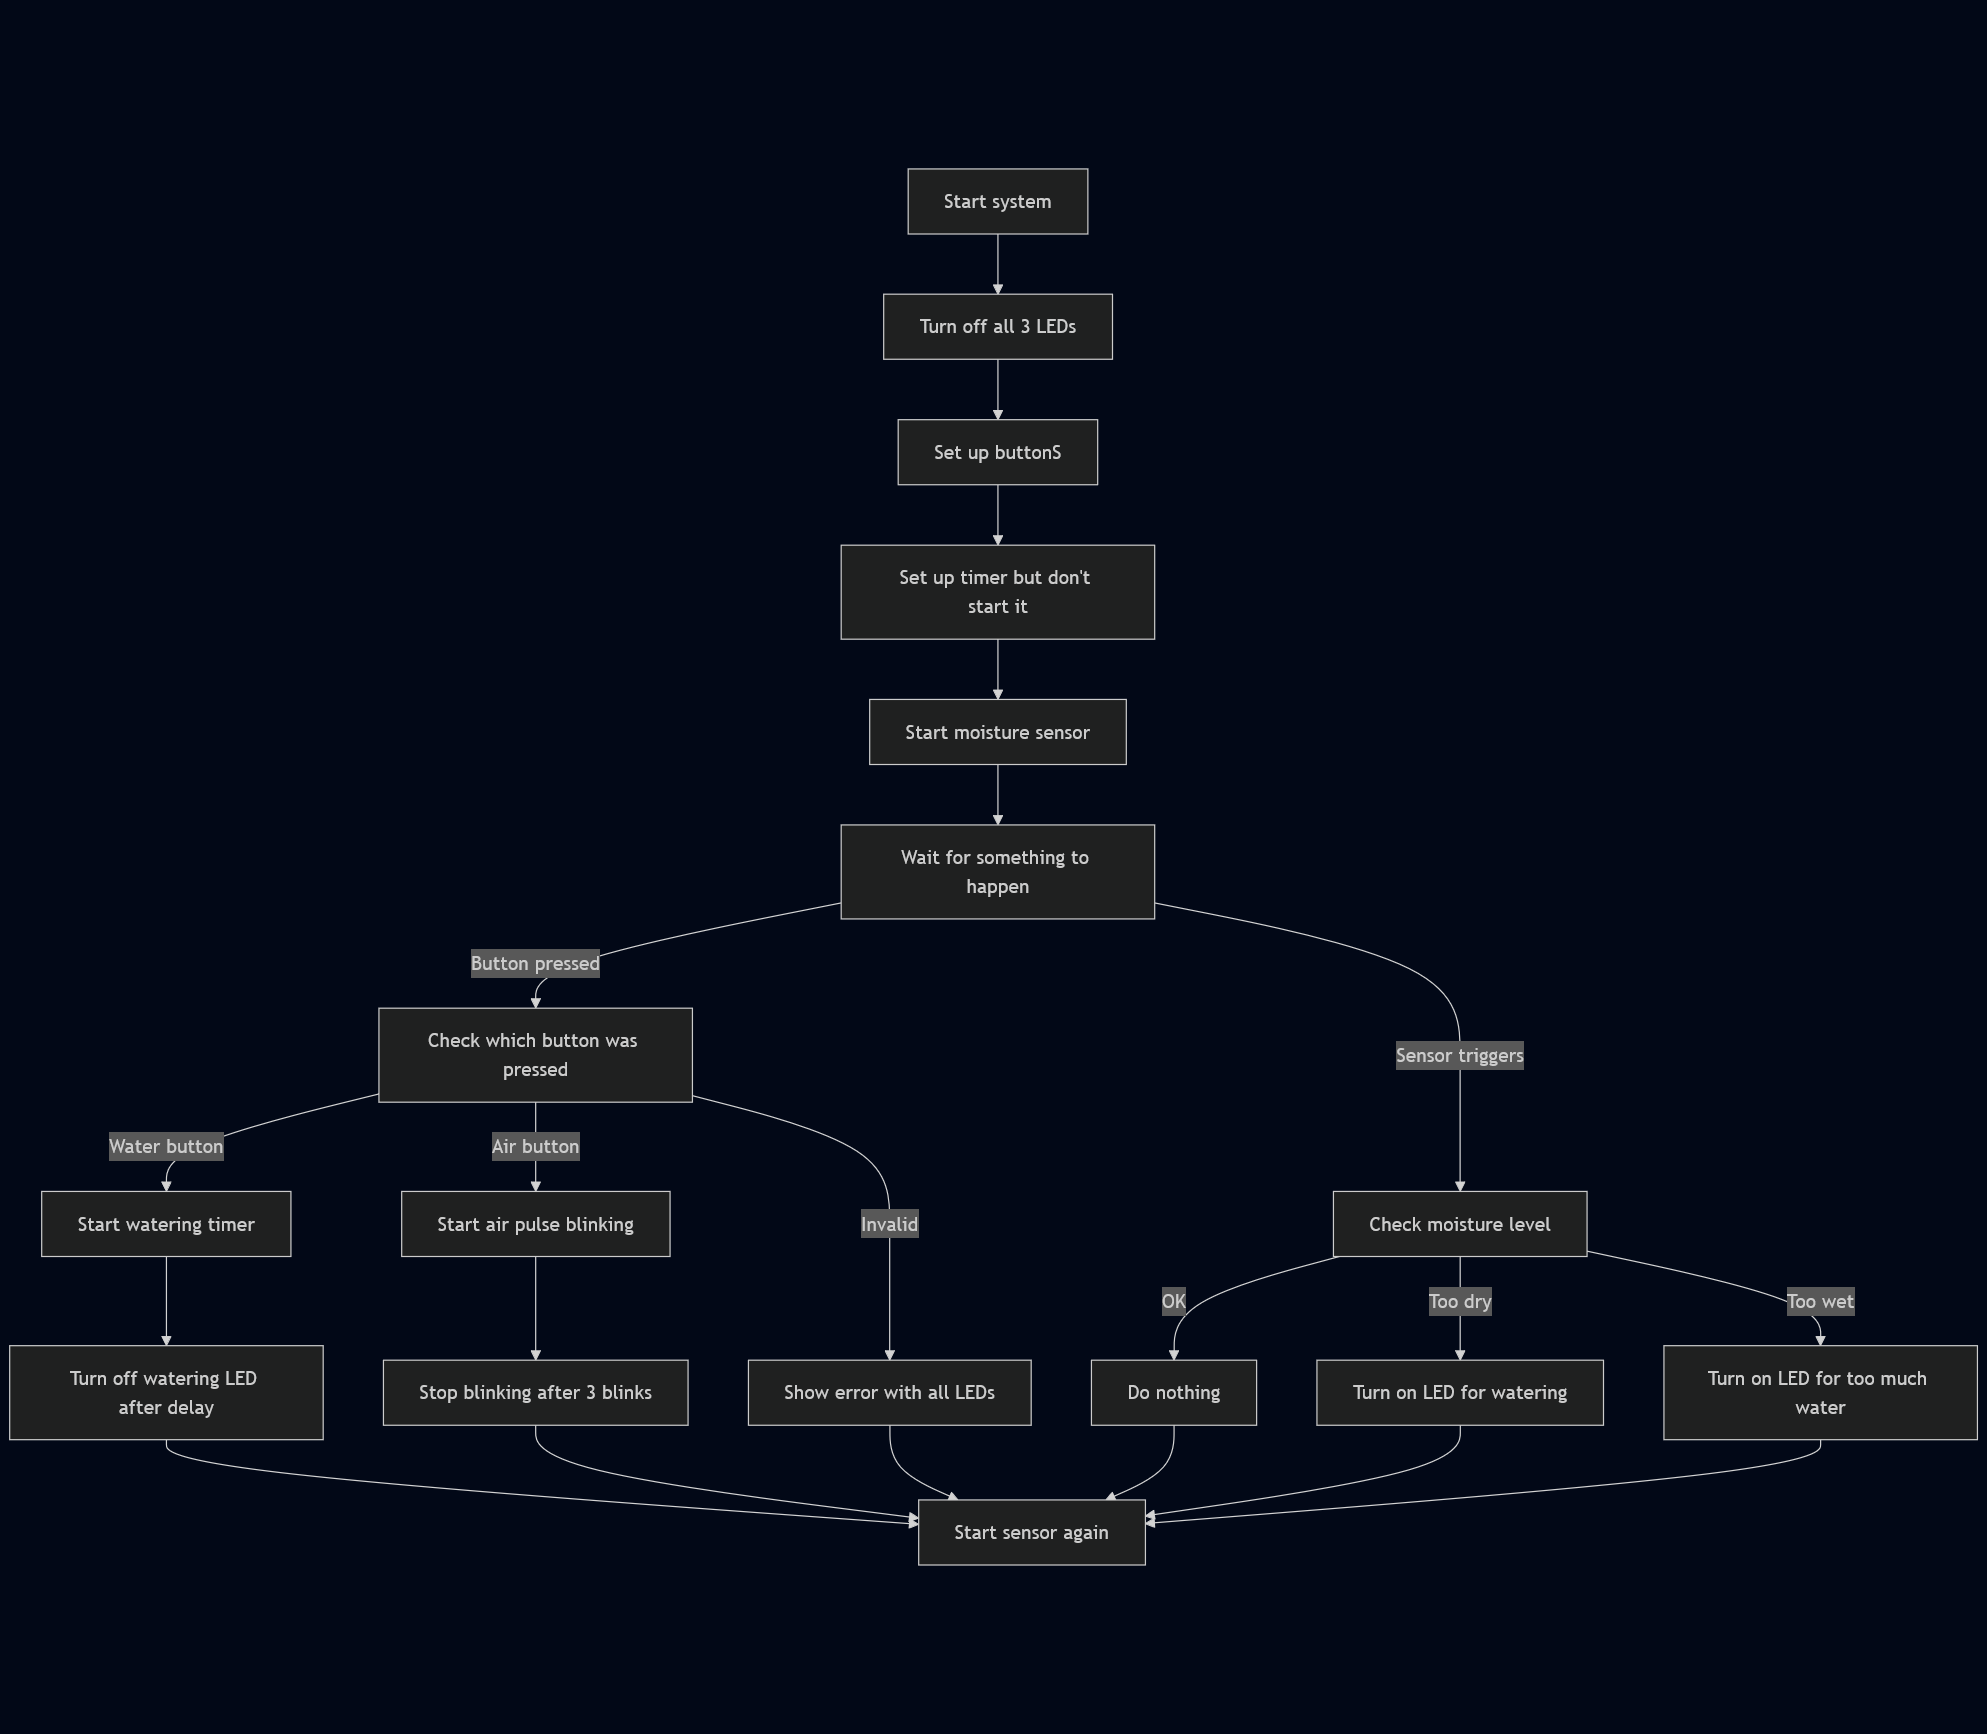 Start system
Turn off all 3 LEDs
Set up buttonS
Set up timer but don't
start it
Start moisture sensor
Wait for something to
happen
Button pressed
Check which button was
pressed
Sensor triggers
Water button
Air button
Start watering timer
Start air pulse blinking
Invalid
Check moisture level
OK
Too dry
Too wet
Turn off watering LED
after delay
Stop blinking after 3 blinks
Show error with all LEDs
Do nothing
Turn on LED for watering
Turn on LED for too much
water
Start sensor again